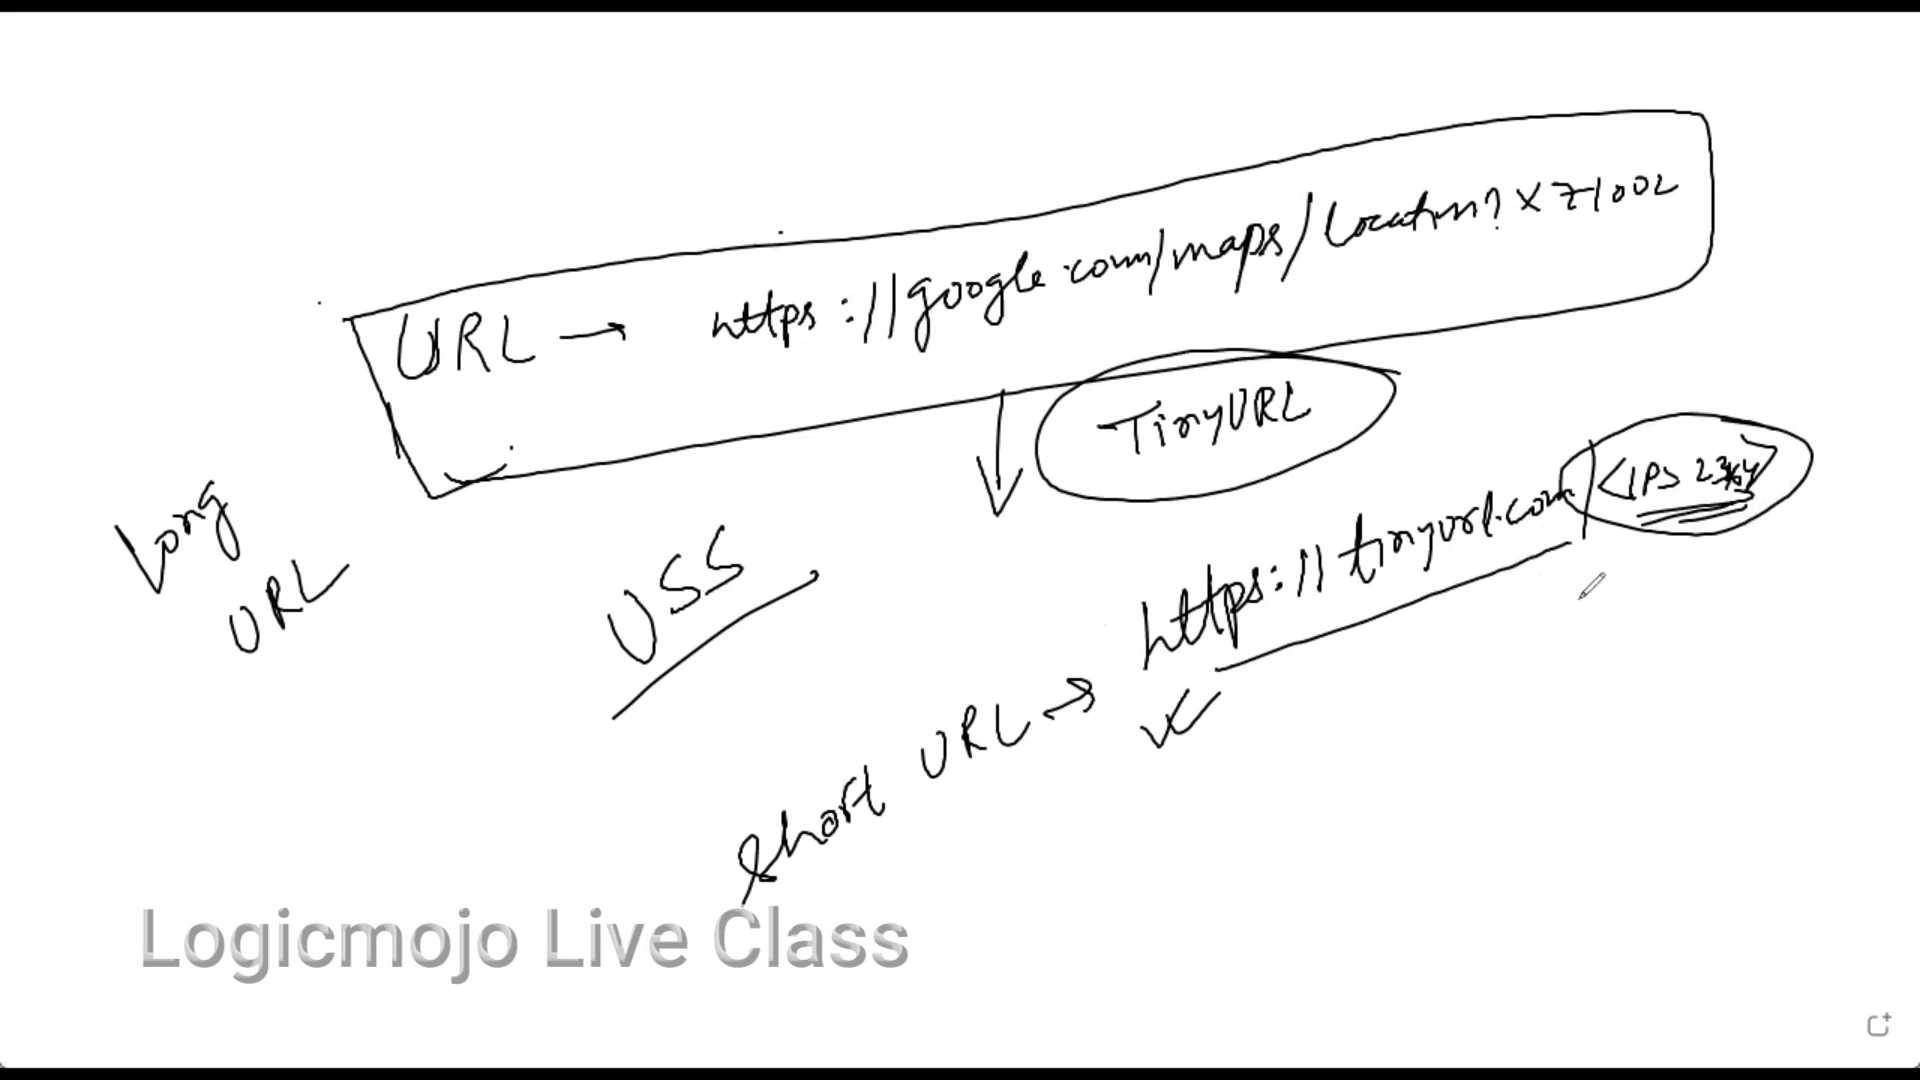 URL → https://google.com/maps/location?XZ1002
TinyURL
Long
URL
USS
https://tinyurl.com/
Short URL →
Logicmojo Live Class